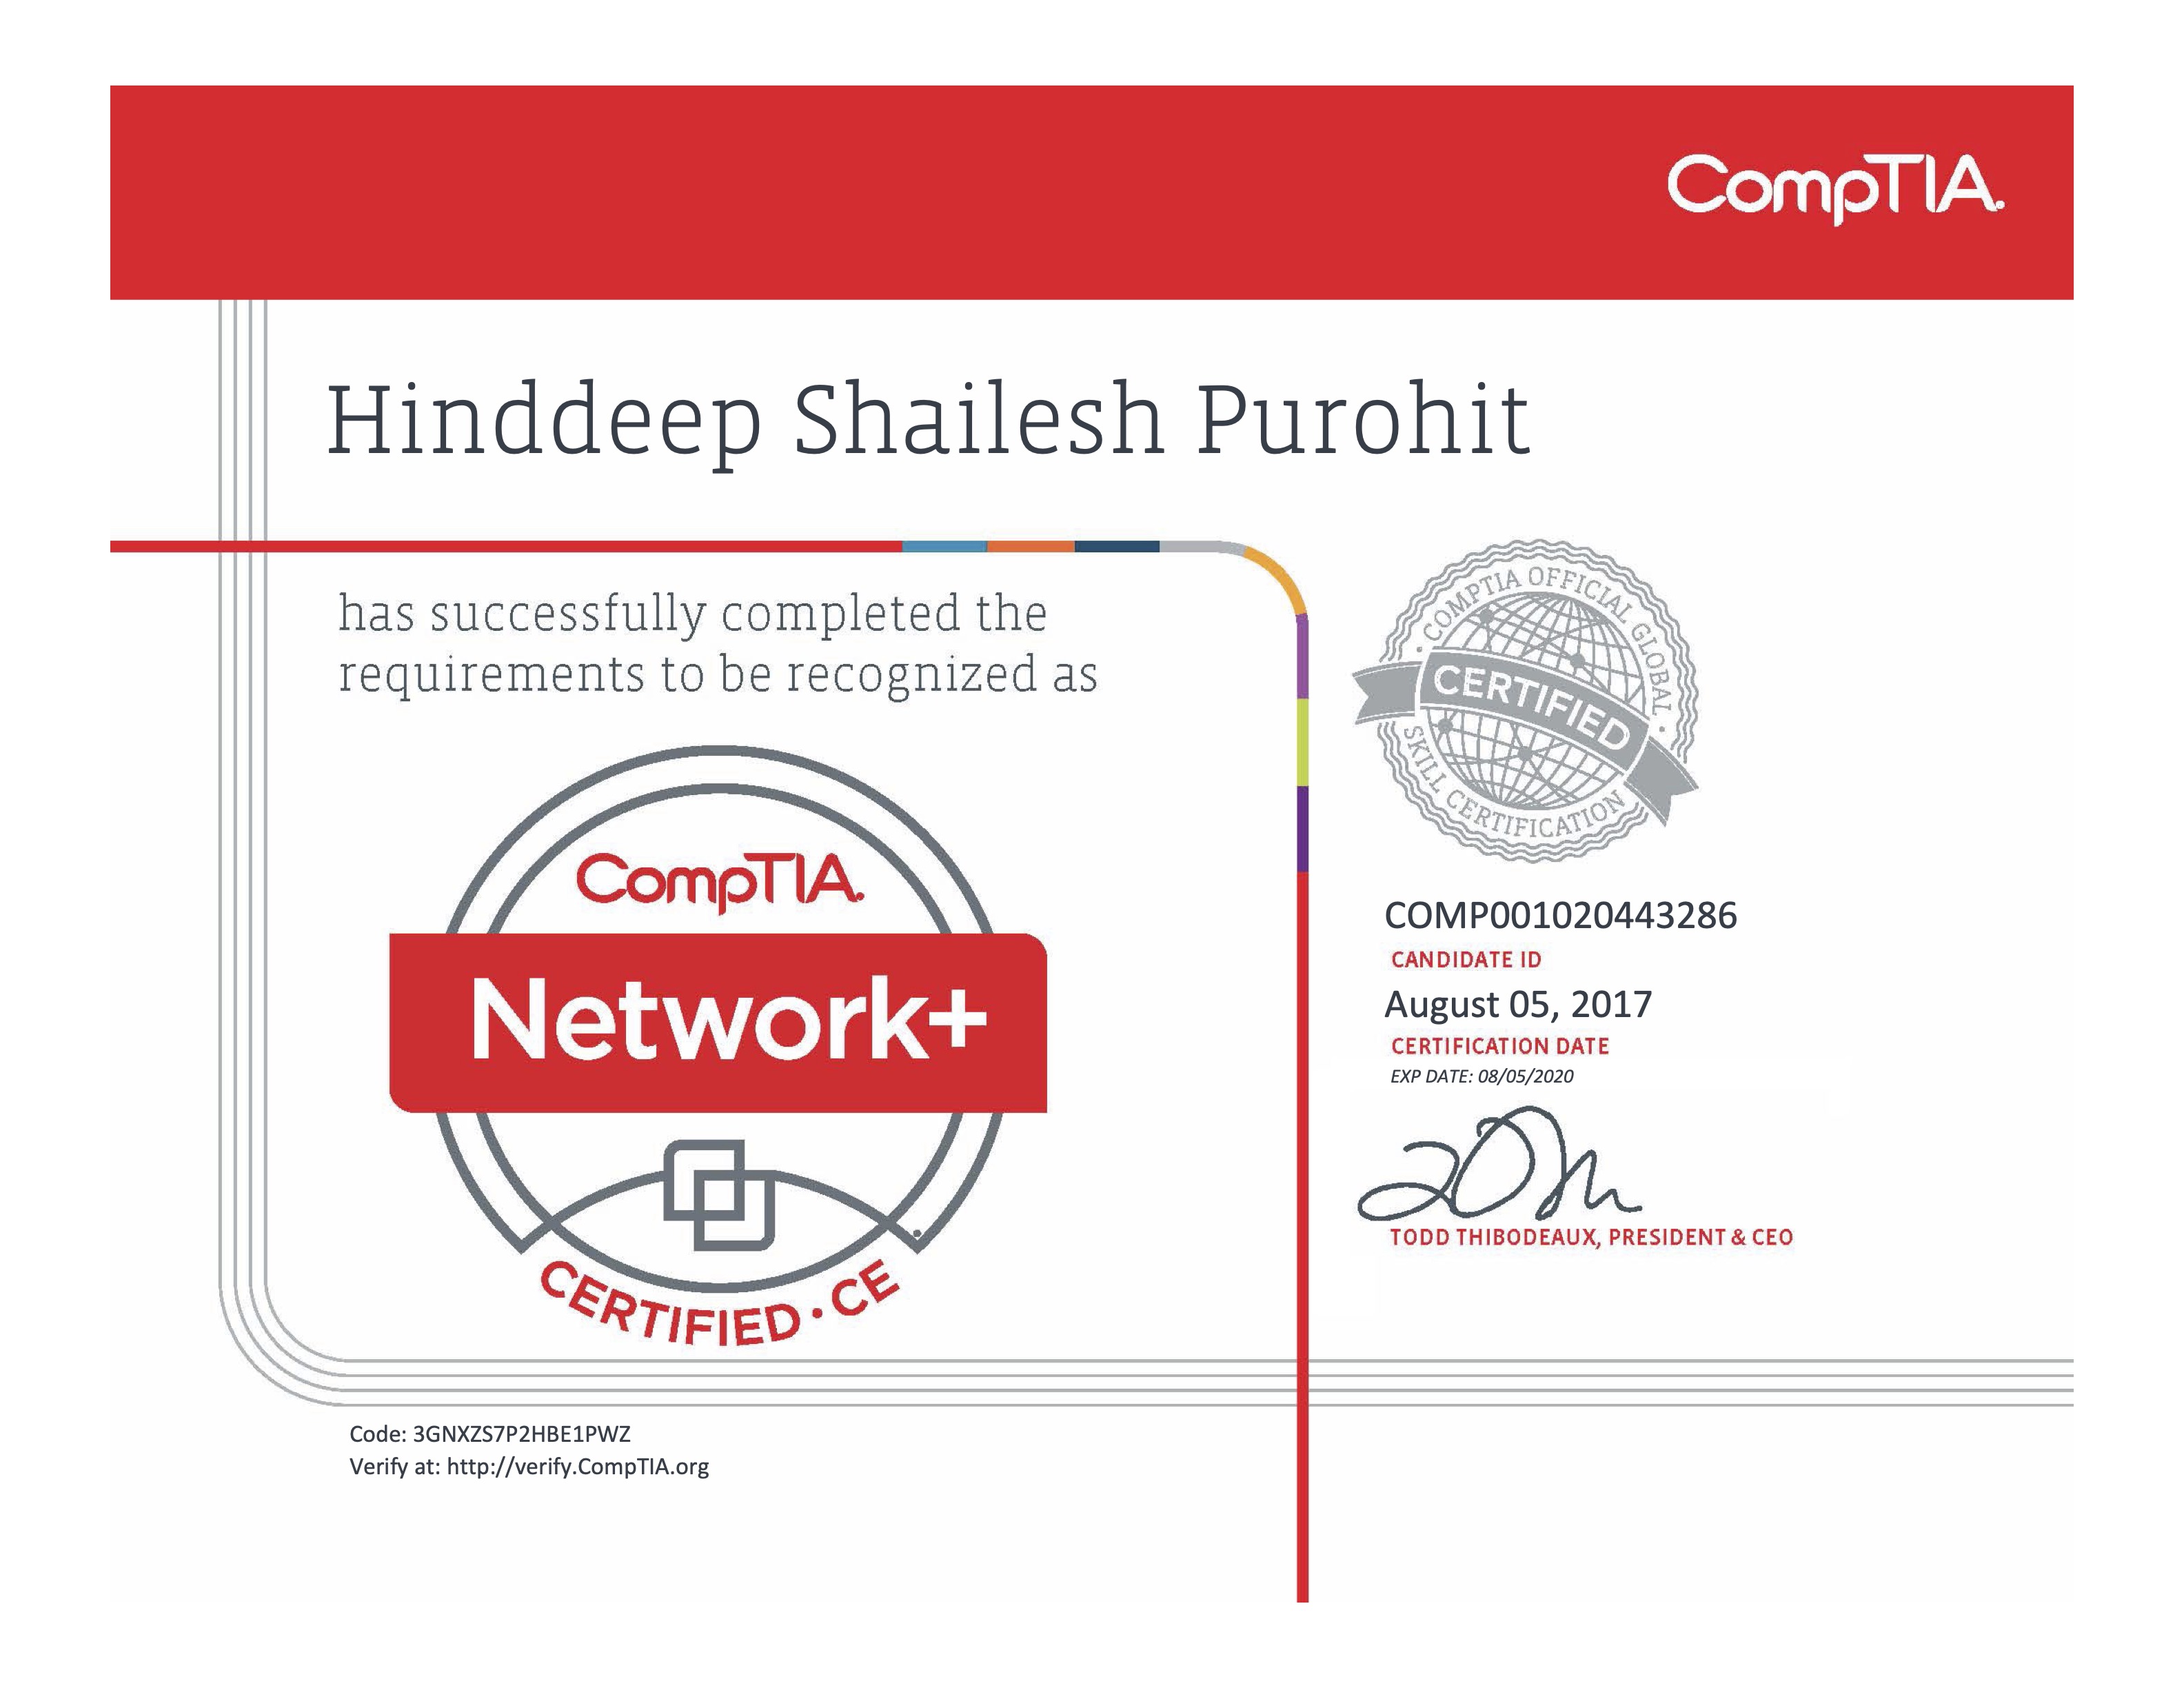 CompTIA.
Hinddeep Shailesh Purohit
has successfully completed the
requirements to be recognized as
CompTIA.
Network+
CERTIFIED • CE
• COMPTIA OFFICIAL GLOBAL •
CERTIFIED
SKILL CERTIFICATION
COMP001020443286
CANDIDATE ID
August 05, 2017
CERTIFICATION DATE
EXP DATE: 08/05/2020
TODD THIBODEAUX, PRESIDENT & CEO
Code: 3GNXZS7P2HBE1PWZ
Verify at: http://verify.CompTIA.org